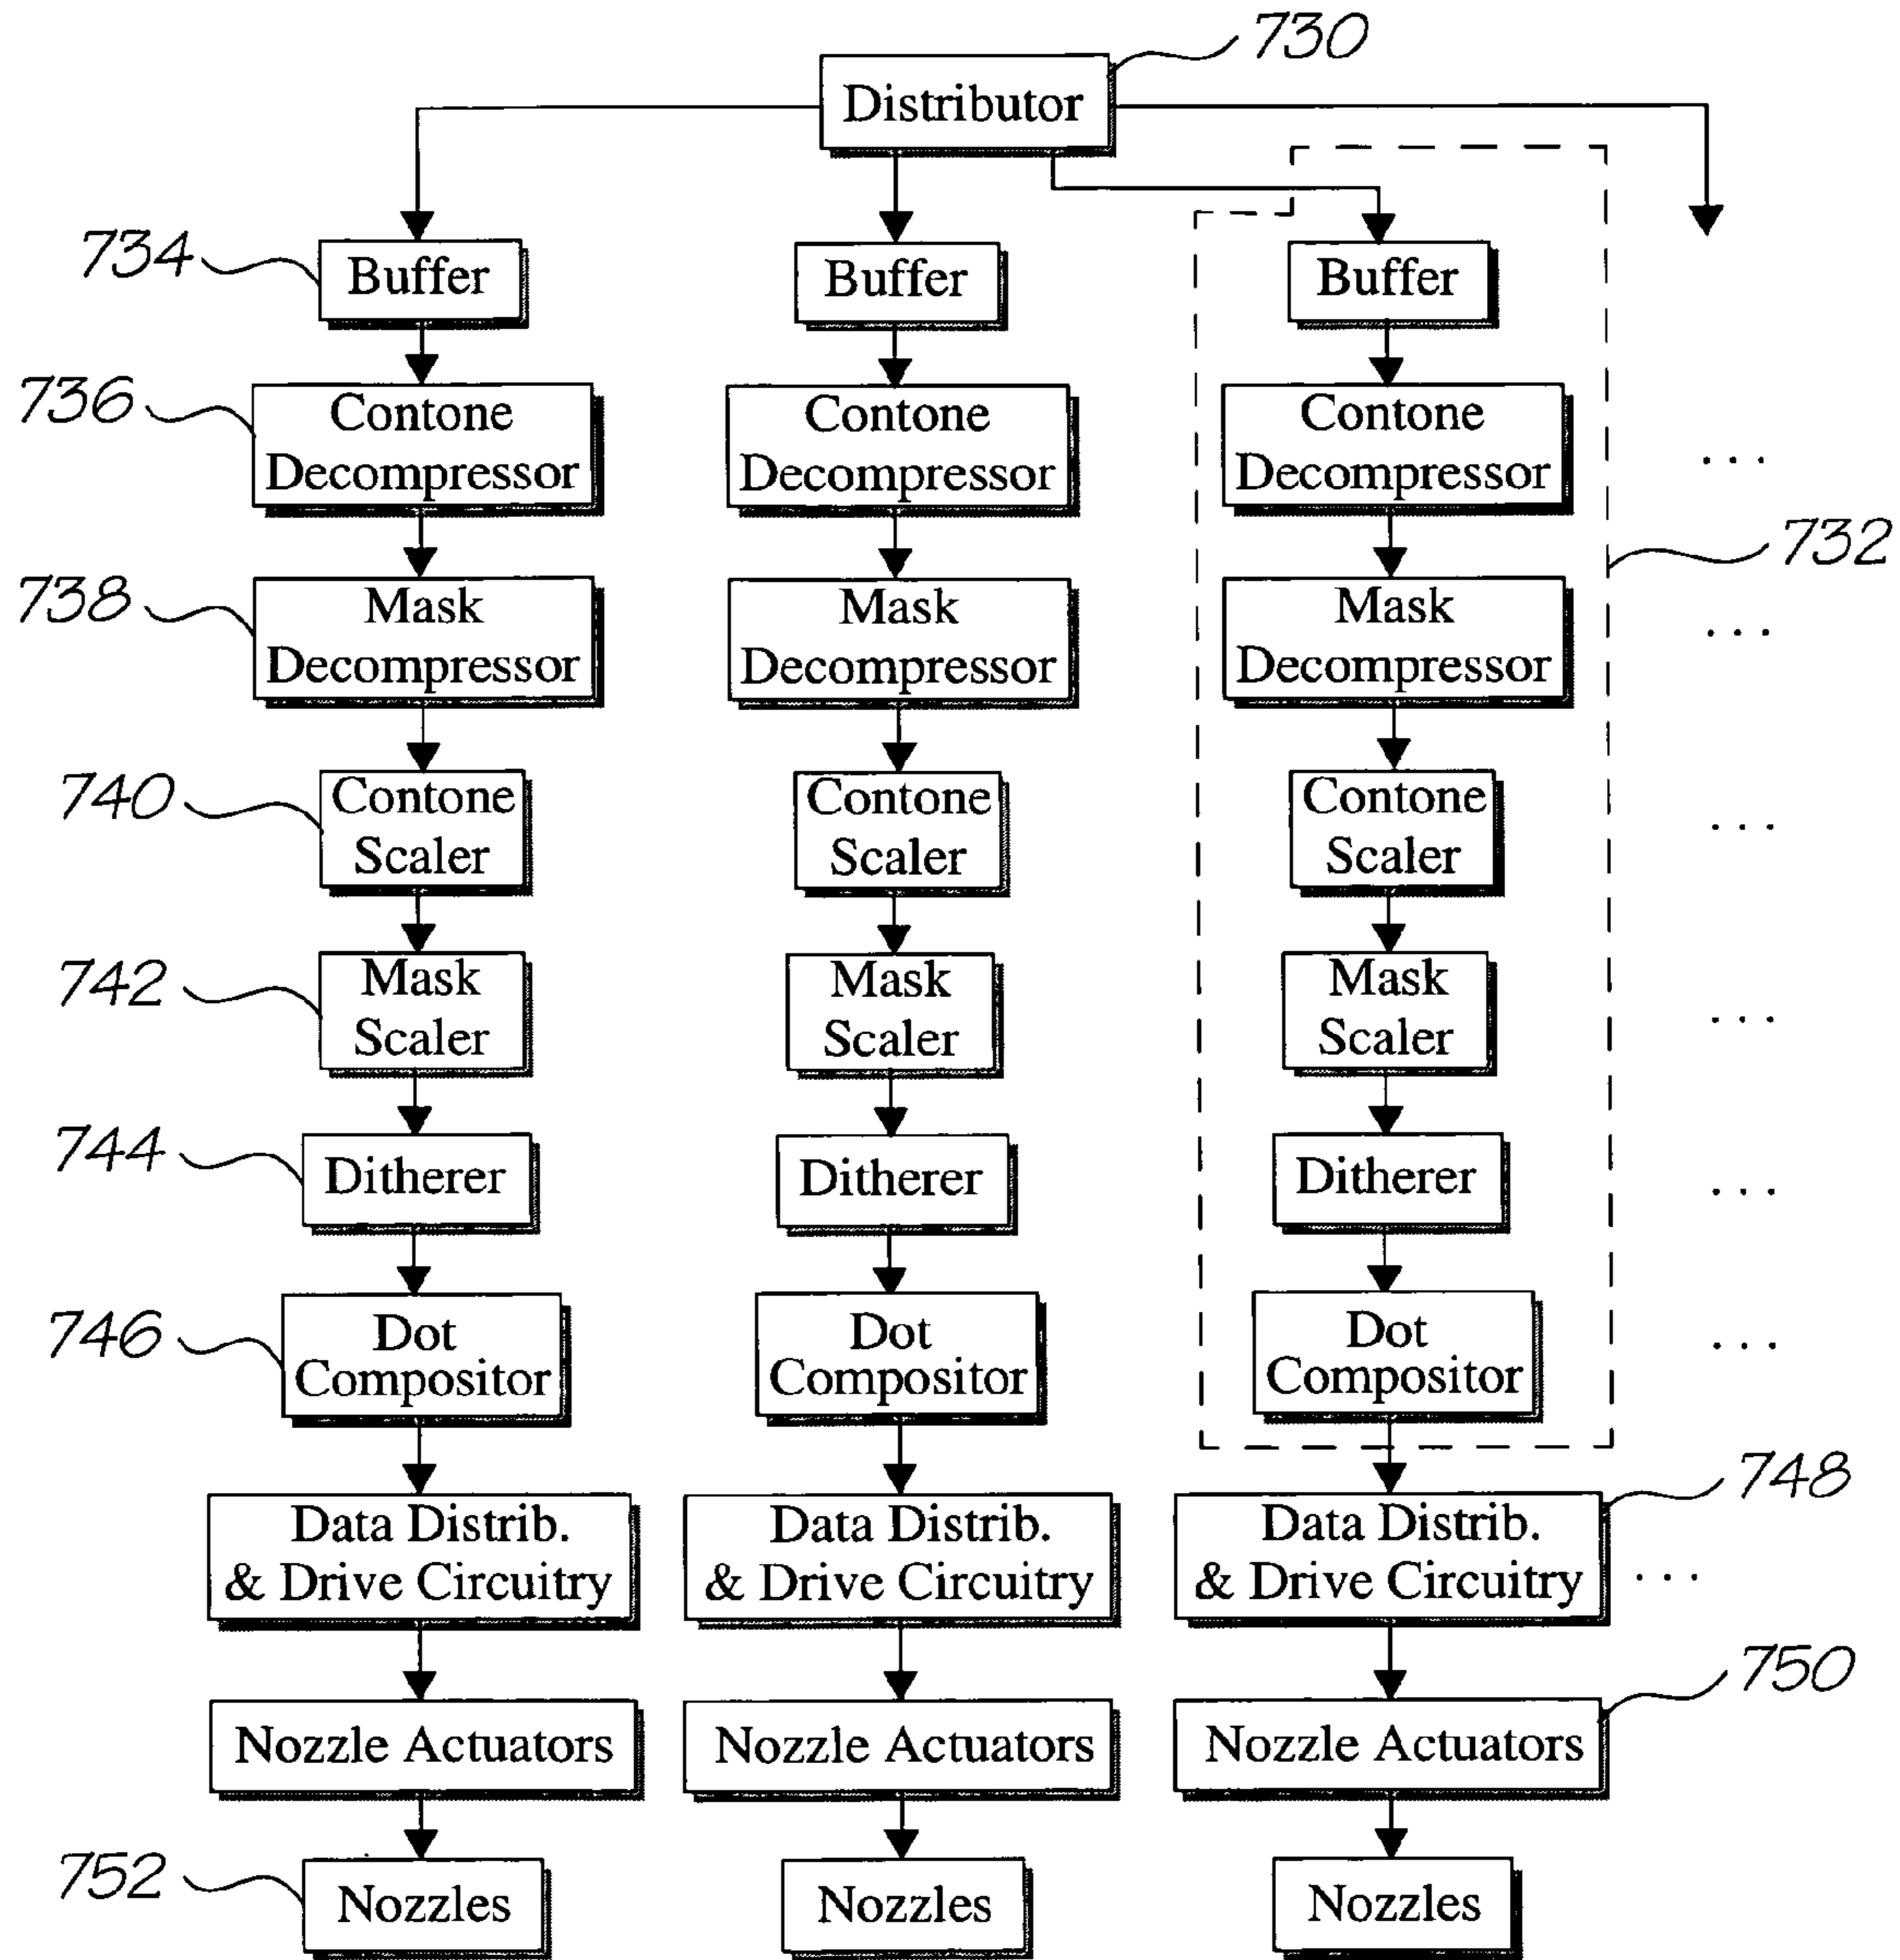 730
Distributor
734
Buffer
Buffer
Buffer
736
Contone
Decompressor
Contone
Decompressor
Contone
Decompressor
...
732
738
Mask
Decompressor
Mask
Decompressor
Mask
Decompressor
...
740
Contone
Scaler
Contone
Scaler
Contone
Scaler
...
742
Mask
Scaler
Mask
Scaler
Mask
Scaler
...
744
Ditherer
Ditherer
Ditherer
...
746
Dot
Compositor
Dot
Compositor
Dot
Compositor
...
748
Data Distrib.
& Drive Circuitry
Data Distrib.
& Drive Circuitry
Data Distrib.
& Drive Circuitry
...
750
Nozzle Actuators
Nozzle Actuators
Nozzle Actuators
752
Nozzles
Nozzles
Nozzles